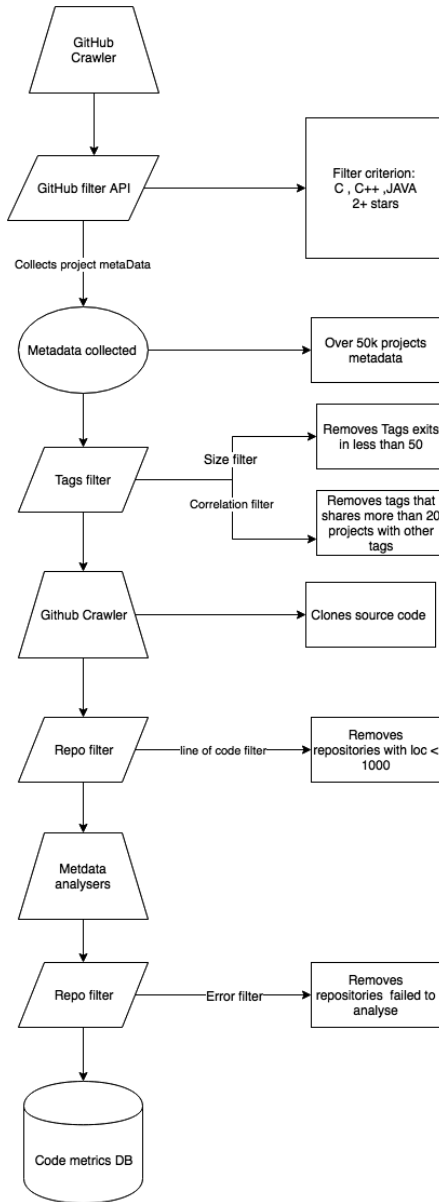 GitHub
Crawler
GitHub filter API
Filter criterion:
C , C++ ,JAVA
2+ stars
Collects project metaData
Metadata collected
Over 50k projects
metadata
Tags filter
Size filter
Removes Tags exits
in less than 50
Correlation filter
Removes tags that
shares more than 20
projects with other
tags
Github Crawler
Clones source code
Repo filter
line of code filter
Removes
repositories with loc <
1000
Metdata
analysers
Repo filter
Error filter
Removes
repositories failed to
analyse
Code metrics DB